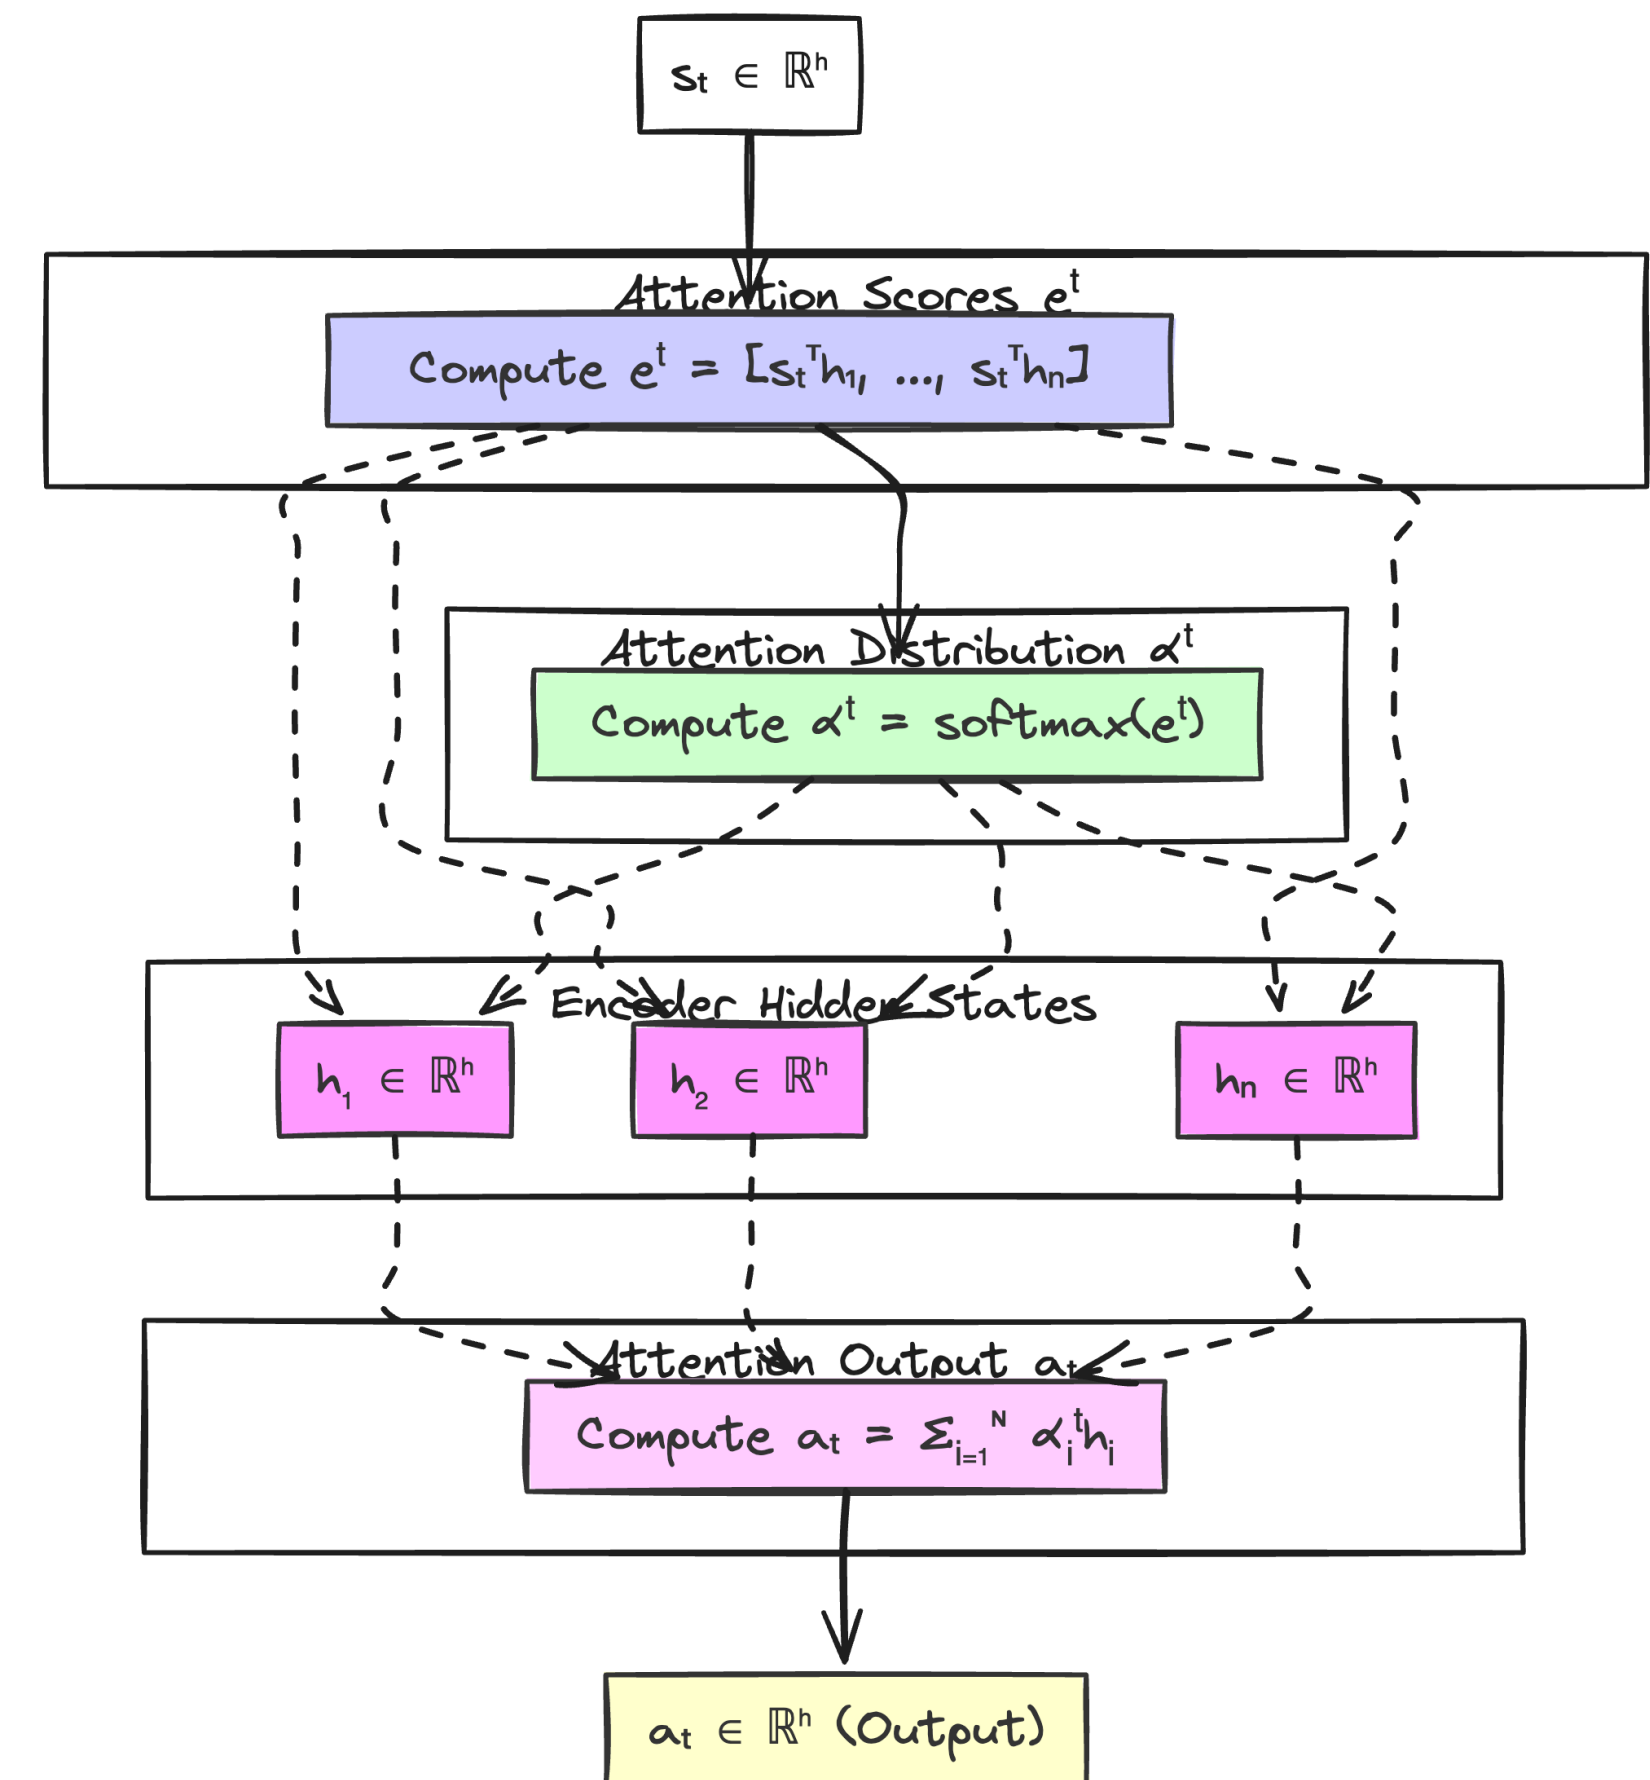 sₜ ∈ ℝʰ
Attention Scores eᵗ
Compute eᵗ = [sₜᵀh₁, ..., sₜᵀhₙ]
Attention Distribution αᵗ
Compute αᵗ = softmax(eᵗ)
Encoder Hidden States
h₁ ∈ ℝʰ
h₂ ∈ ℝʰ
hₙ ∈ ℝʰ
Attention Output aₜ
Compute aₜ = Σᵢ₌₁ᴺ αᵢᵗhᵢ
aₜ ∈ ℝʰ (Output)